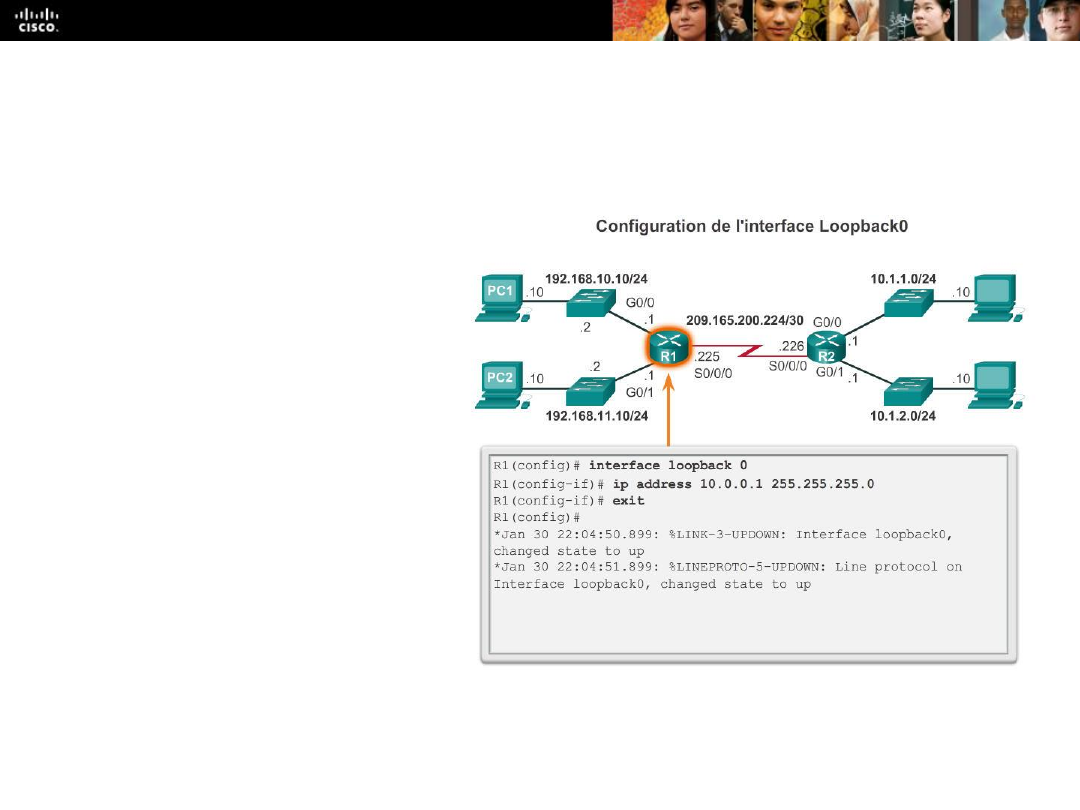 CISCO.
Configuration de l'interface Loopback0
192.168.10.10/24
10.1.1.0/24
PC1
.10
G0/0
.10
.1
.2
209.165.200.224/30
G0/0
.1
.226
R1
.225
R2
S0/0/0
S0/0/0
G0/1
PC2
.10
.2
.1
.1
.10
G0/1
192.168.11.10/24
10.1.2.0/24
R1(config)# interface loopback 0
R1(config-if)# ip address 10.0.0.1 255.255.255.0
R1(config-if)# exit
R1(config)#
*Jan 30 22:04:50.899: %LINK-3-UPDOWN: Interface loopback0,
changed state to up
*Jan 30 22:04:51.899: %LINEPROTO-5-UPDOWN: Line protocol on
Interface loopback0, changed state to up